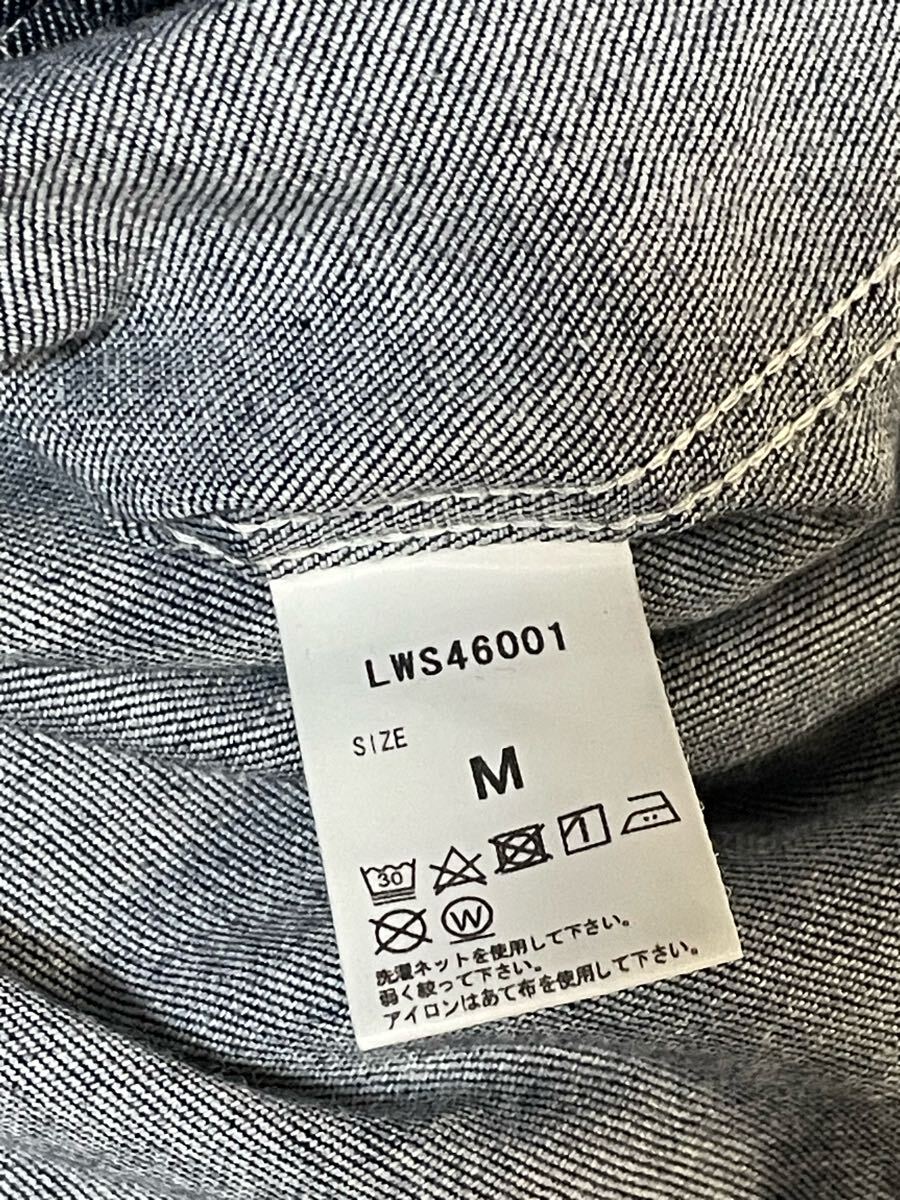 LWS46001
SIZE
M
30
W
洗濯ネットを使用して下さい。
弱く絞って下さい。
アイロンはあて布を使用して下さい。